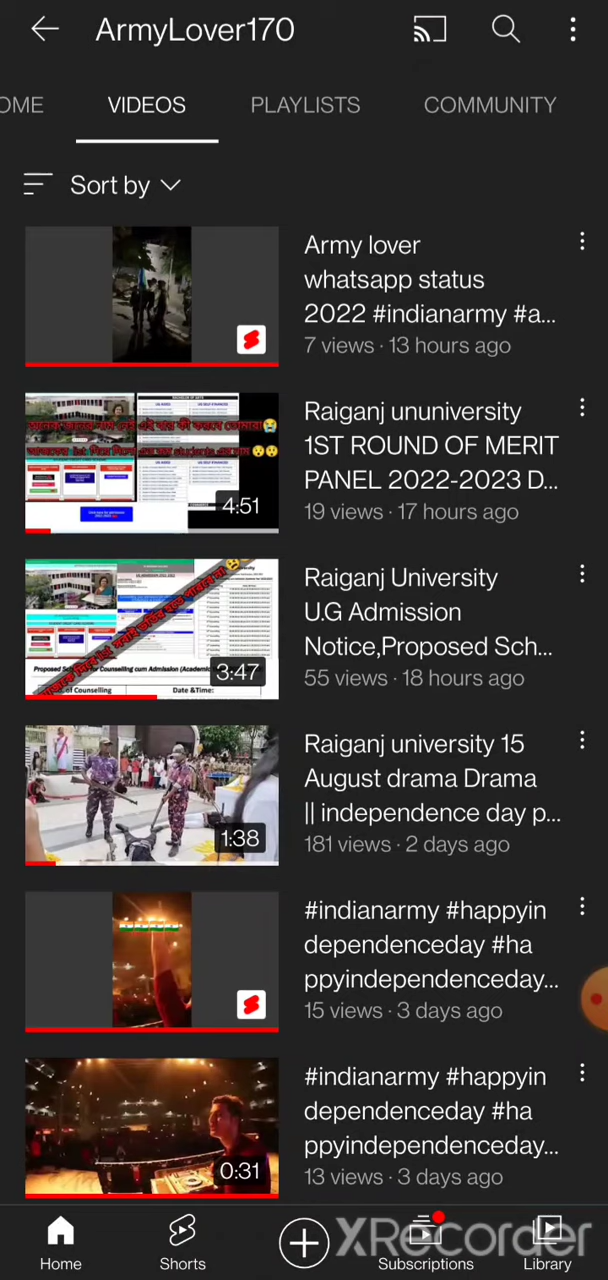 ArmyLover170
OME
VIDEOS
PLAYLISTS
COMMUNITY
Sort by
Army lover
whatsapp status
2022 #indianarmy #a...
7 views · 13 hours ago
4:51
Raiganj ununiversity
1ST ROUND OF MERIT
PANEL 2022-2023 D...
19 views · 17 hours ago
3:47
of Counselling
Date &Time:
Raiganj University
U.G Admission
Notice,Proposed Sch...
55 views · 18 hours ago
1:38
Raiganj university 15
August drama Drama
|| independence day p...
181 views · 2 days ago
#indianarmy #happyin
dependenceday #ha
ppyindependenceday...
15 views · 3 days ago
0:31
#indianarmy #happyin
dependenceday #ha
ppyindependenceday...
13 views · 3 days ago
XRecorder
Home
Shorts
Subscriptions
Library